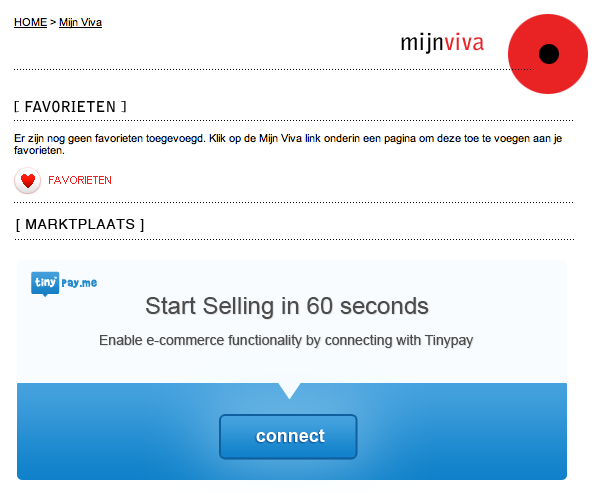 HOME > Mijn Viva
mijnviva
[ FAVORIETEN ]
Er zijn nog geen favorieten toegevoegd. Klik op de Mijn Viva link onderin een pagina om deze toe te voegen aan je
favorieten.
FAVORIETEN
[ MARKTPLAATS ]
tiny pay.me
Start Selling in 60 seconds
Enable e-commerce functionality by connecting with Tinypay
connect